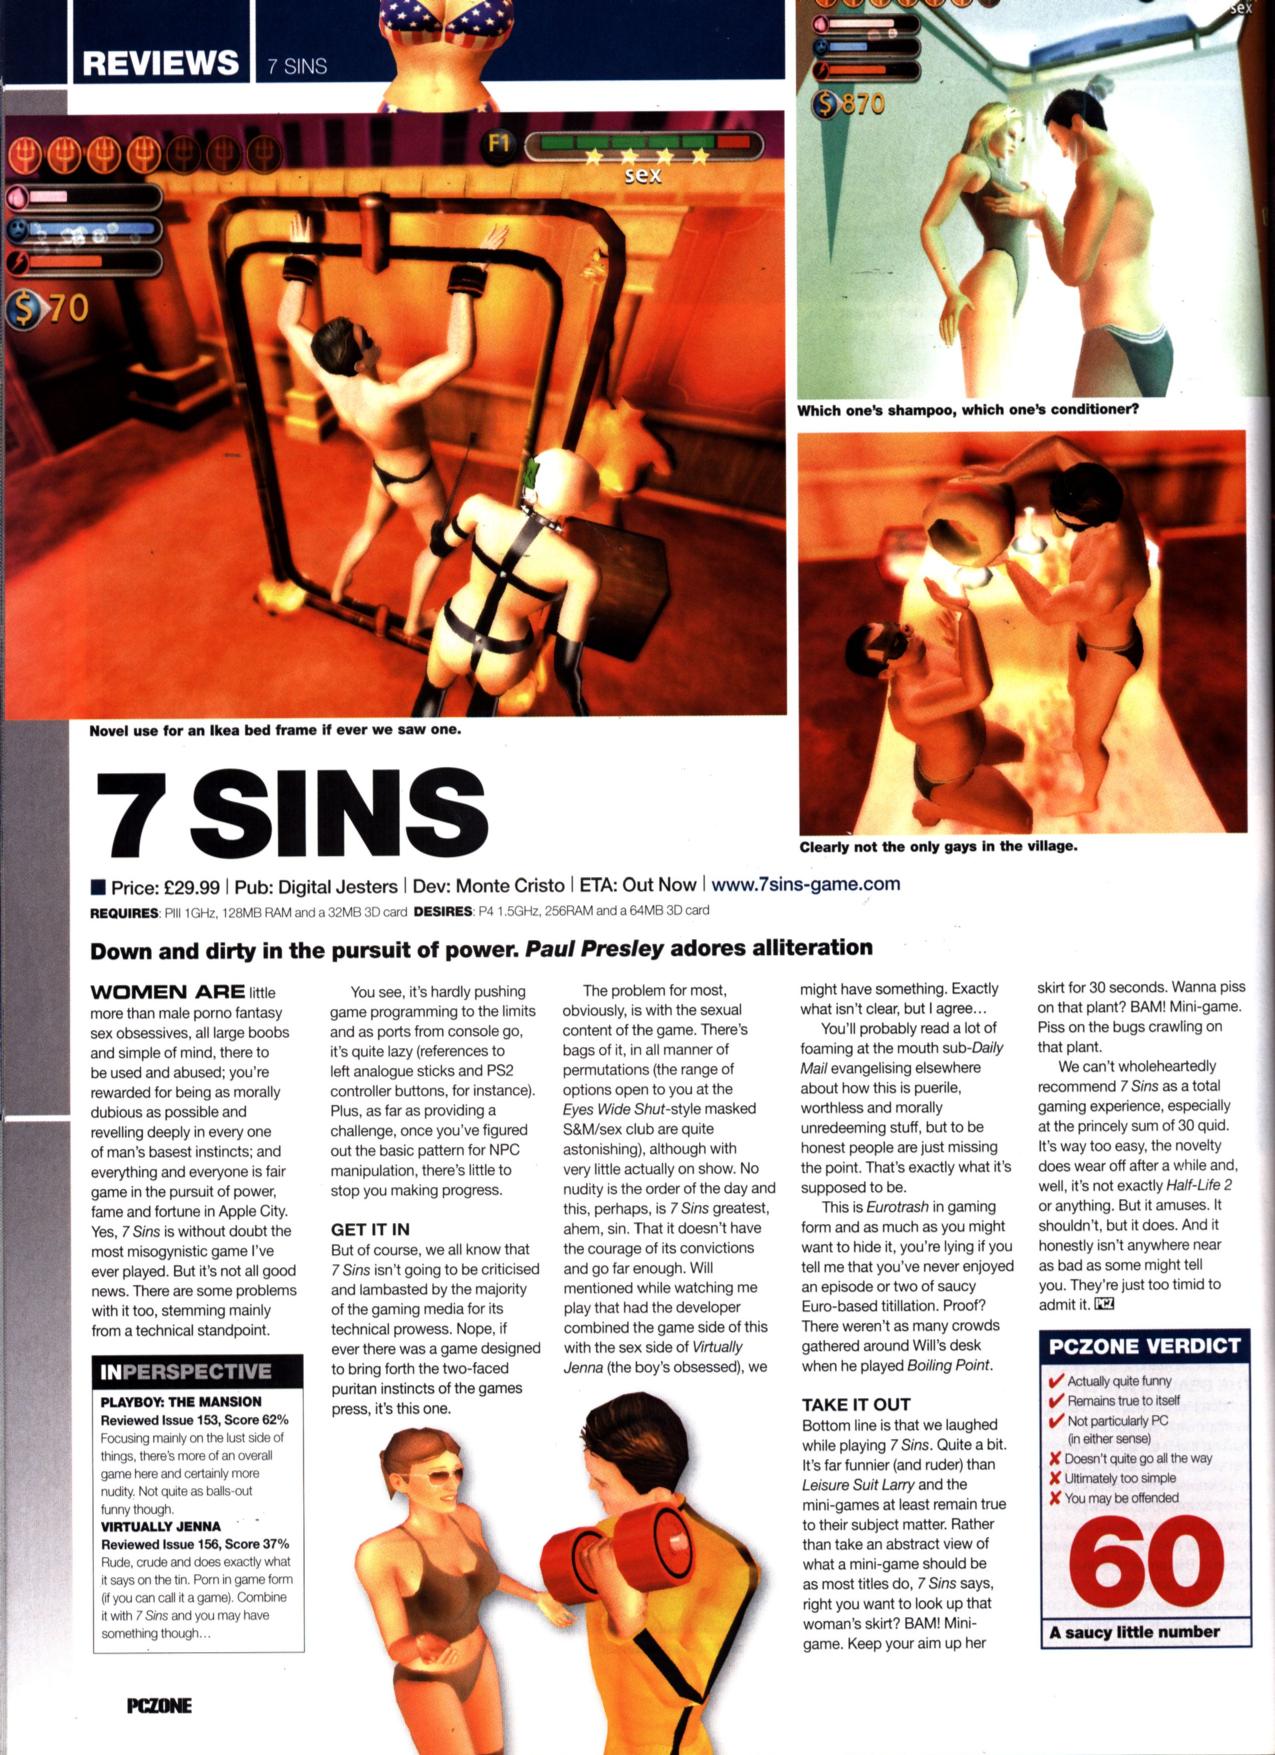 REVIEWS
7 SINS
F1
sex
$70
sex
$870
Which one's shampoo, which one's conditioner?
Novel use for an Ikea bed frame if ever we saw one.
Clearly not the only gays in the village.
7 SINS
Price: £29.99 | Pub: Digital Jesters | Dev: Monte Cristo | ETA: Out Now | www.7sins-game.com
REQUIRES: PIII 1GHz, 128MB RAM and a 32MB 3D card DESIRES: P4 1.5GHz, 256RAM and a 64MB 3D card
Down and dirty in the pursuit of power. Paul Presley adores alliteration
WOMEN ARE little
more than male porno fantasy
sex obsessives, all large boobs
and simple of mind, there to
be used and abused; you're
rewarded for being as morally
dubious as possible and
revelling deeply in every one
of man's basest instincts; and
everything and everyone is fair
game in the pursuit of power,
fame and fortune in Apple City.
Yes, 7 Sins is without doubt the
most misogynistic game I've
ever played. But it's not all good
news. There are some problems
with it too, stemming mainly
from a technical standpoint.
INPERSPECTIVE
PLAYBOY: THE MANSION
Reviewed Issue 153, Score 62%
Focusing mainly on the lust side of
things, there's more of an overall
game here and certainly more
nudity. Not quite as balls-out
funny though.
VIRTUALLY JENNA
Reviewed Issue 156, Score 37%
Rude, crude and does exactly what
it says on the tin. Porn in game form
(if you can call it a game). Combine
it with 7 Sins and you may have
something though...
You see, it's hardly pushing
game programming to the limits
and as ports from console go,
it's quite lazy (references to
left analogue sticks and PS2
controller buttons, for instance).
Plus, as far as providing a
challenge, once you've figured
out the basic pattern for NPC
manipulation, there's little to
stop you making progress.
GET IT IN
But of course, we all know that
7 Sins isn't going to be criticised
and lambasted by the majority
of the gaming media for its
technical prowess. Nope, if
ever there was a game designed
to bring forth the two-faced
puritan instincts of the games
press, it's this one.
The problem for most,
obviously, is with the sexual
content of the game. There's
bags of it, in all manner of
permutations (the range of
options open to you at the
Eyes Wide Shut-style masked
S&M/sex club are quite
astonishing), although with
very little actually on show. No
nudity is the order of the day and
this, perhaps, is 7 Sins greatest,
ahem, sin. That it doesn't have
the courage of its convictions
and go far enough. Will
mentioned while watching me
play that had the developer
combined the game side of this
with the sex side of Virtually
Jenna (the boy's obsessed), we
might have something. Exactly
what isn't clear, but I agree...
You'll probably read a lot of
foaming at the mouth sub-Daily
Mail evangelising elsewhere
about how this is puerile,
worthless and morally
unredeeming stuff, but to be
honest people are just missing
the point. That's exactly what it's
supposed to be.
This is Eurotrash in gaming
form and as much as you might
want to hide it, you're lying if you
tell me that you've never enjoyed
an episode or two of saucy
Euro-based titillation. Proof?
There weren't as many crowds
gathered around Will's desk
when he played Boiling Point.
TAKE IT OUT
Bottom line is that we laughed
while playing 7 Sins. Quite a bit.
It's far funnier (and ruder) than
Leisure Suit Larry and the
mini-games at least remain true
to their subject matter. Rather
than take an abstract view of
what a mini-game should be
as most titles do, 7 Sins says,
right you want to look up that
woman's skirt? BAM! Mini-
game. Keep your aim up her
skirt for 30 seconds. Wanna piss
on that plant? BAM! Mini-game.
Piss on the bugs crawling on
that plant.
We can't wholeheartedly
recommend 7 Sins as a total
gaming experience, especially
at the princely sum of 30 quid.
It's way too easy, the novelty
does wear off after a while and,
well, it's not exactly Half-Life 2
or anything. But it amuses. It
shouldn't, but it does. And it
honestly isn't anywhere near
as bad as some might tell
you. They're just too timid to
admit it. PCZ
PCZONE VERDICT
✔ Actually quite funny
✔ Remains true to itself
✔ Not particularly PC
(in either sense)
✘ Doesn't quite go all the way
✘ Ultimately too simple
✘ You may be offended
60
A saucy little number
PCZONE